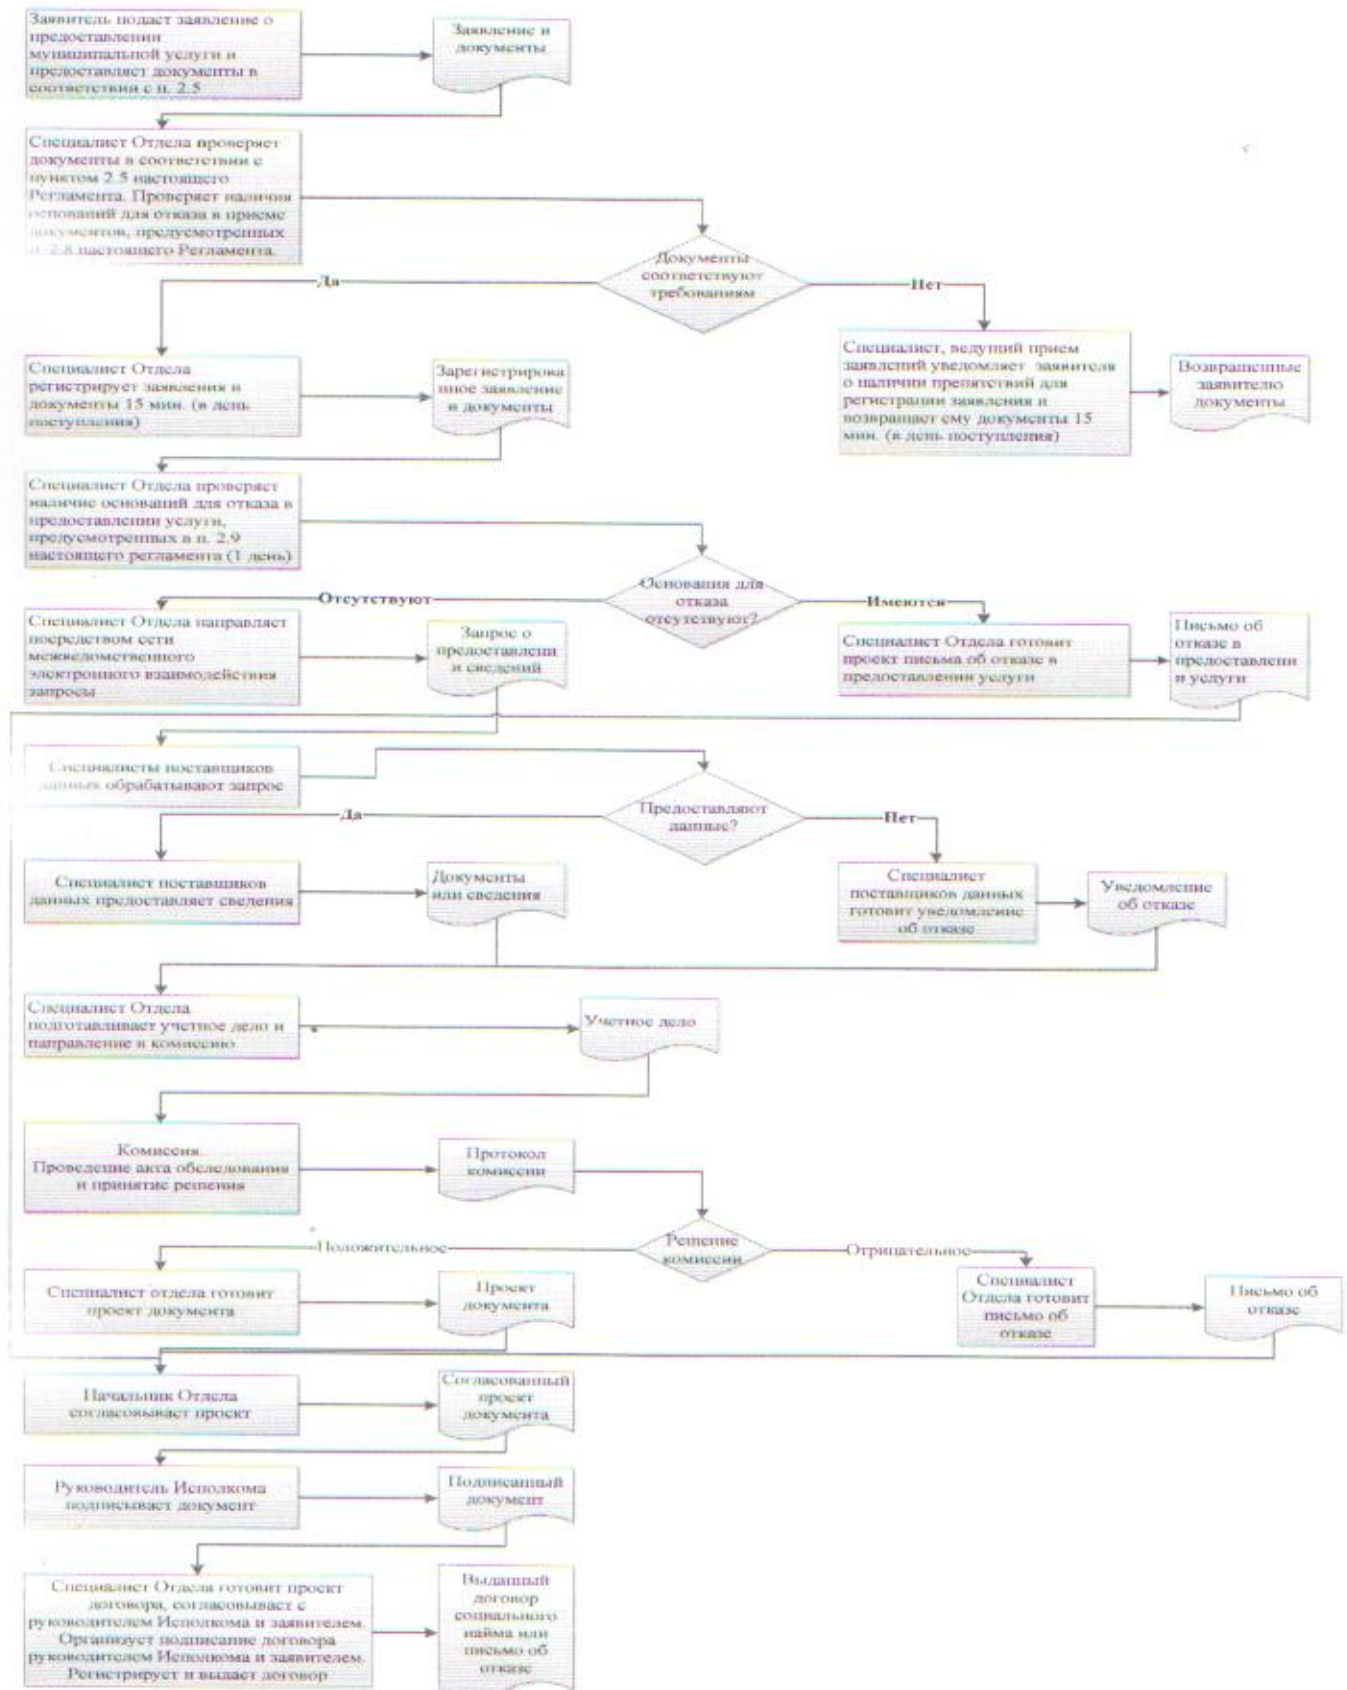 Заявитель подает заявление о
предоставлении
муниципальной услуги и
предоставляет документы в
соответствии с п. 2.5
Заявление и
документы
Специалист Отдела проверяет
документы в соответствии с
пунктом 2.5 настоящего
Регламента. Проверяет наличия
оснований для отказа в приеме
документов, предусмотренных
п. 2.8 настоящего Регламента.
Документы
соответствуют
требованиям
Да
Нет
Специалист Отдела
регистрирует заявления и
документы 15 мин. (в день
поступления)
Зарегистрирова
нное заявление
и документы
Специалист, ведущий прием
заявлений уведомляет заявителя
о наличии препятствий для
регистрации заявления и
возвращает ему документы 15
мин. (в день поступления)
Возвращенные
заявителю
документы
Специалист Отдела проверяет
наличие оснований для отказа в
предоставлении услуги,
предусмотренных в п. 2.9
настоящего регламента (1 день)
Основания для
отказа
отсутствуют?
Отсутствуют
Имеются
Специалист Отдела направляет
посредством сети
межведомственного
электронного взаимодействия
запросы
Запрос о
предоставлени
и сведений
Специалист Отдела готовит
проект письма об отказе в
предоставлении услуги
Письмо об
отказе в
предоставлени
и услуги
Специалисты поставщиков
данных обрабатывают запрос
Предоставляют
данные?
Да
Нет
Специалист поставщиков
данных предоставляет сведения
Документы
или сведения
Специалист
поставщиков данных
готовит уведомление
об отказе
Уведомление
об отказе
Специалист Отдела
подготавливает учетное дело и
направление в комиссию
Учетное дело
Комиссия
Проведение акта обследования
и принятие решения
Протокол
комиссии
Решение
комиссии
Положительное
Отрицательное
Специалист отдела готовит
проект документа
Проект
документа
Специалист
Отдела готовит
письмо об
отказе
Письмо об
отказе
Начальник Отдела
согласовывает проект
Согласованный
проект
документа
Руководитель Исполкома
подписывает документ
Подписанный
документ
Специалист Отдела готовит проект
договора, согласовывает с
руководителем Исполкома и заявителем.
Организует подписание договора
руководителем Исполкома и заявителем.
Регистрирует и выдает договор
Выданный
договор
социального
найма или
письмо об
отказе